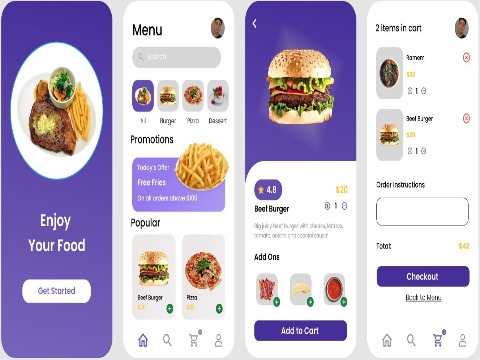 Enjoy
Your Food
Get Started
Menu
Search
All
Burger
Pizza
Dessert
Promotions
Today's Offer
Free Fries
On all orders above $100
Popular
Beef Burger
Pizza
4.8
$20
Beef Burger
1
Big juicy beef burger with cheese, lettuce,
tomato, onions and special sauce!
Add Ons
Add to Cart
2 items in cart
Ramen
$22
1
Beef Burger
$20
1
Order Instructions
Total:
$42
Checkout
Back to Menu